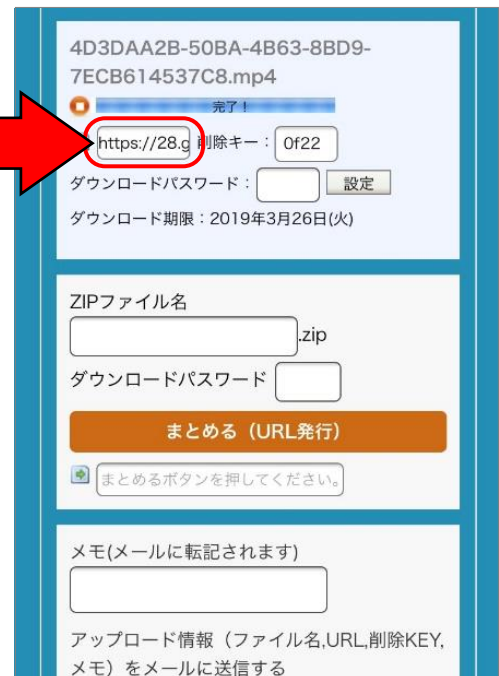 4D3DAA2B-50BA-4B63-8BD9-
7ECB614537C8.mp4
完了！
https://28.g 削除キー： 0f22
ダウンロードパスワード： 設定
ダウンロード期限：2019年3月26日(火)
ZIPファイル名
.zip
ダウンロードパスワード
まとめる（URL発行）
まとめるボタンを押してください。
メモ(メールに転記されます)
アップロード情報（ファイル名,URL,削除KEY,
メモ）をメールに送信する